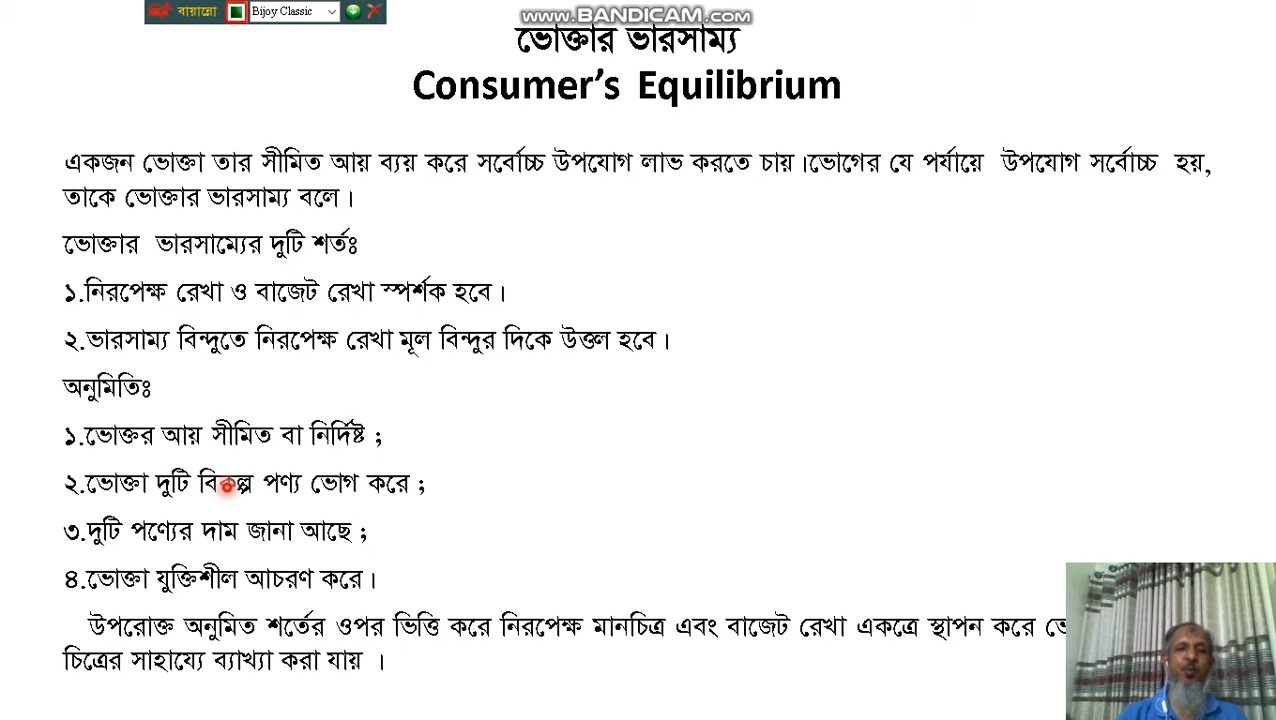 বায়ান্নো Bijoy Classic
www.BANDICAM.com
ভোক্তার ভারসাম্য
Consumer’s Equilibrium
একজন ভোক্তা তার সীমিত আয় ব্যয় করে সর্বোচ্চ উপযোগ লাভ করতে চায়।ভোগের যে পর্যায়ে উপযোগ সর্বোচ্চ হয়,
তাকে ভোক্তার ভারসাম্য বলে।
ভোক্তার ভারসাম্যের দুটি শর্তঃ
১.নিরপেক্ষ রেখা ও বাজেট রেখা স্পর্শক হবে।
২.ভারসাম্য বিন্দুতে নিরপেক্ষ রেখা মূল বিন্দুর দিকে উত্তল হবে।
অনুমিতিঃ
১.ভোক্তর আয় সীমিত বা নির্দিষ্ট ;
২.ভোক্তা দুটি বিকল্প পণ্য ভোগ করে ;
৩.দুটি পণ্যের দাম জানা আছে ;
৪.ভোক্তা যুক্তিশীল আচরণ করে।
উপরোক্ত অনুমিত শর্তের ওপর ভিত্তি করে নিরপেক্ষ মানচিত্র এবং বাজেট রেখা একত্রে স্থাপন করে
চিত্রের সাহায্যে ব্যাখ্যা করা যায় ।